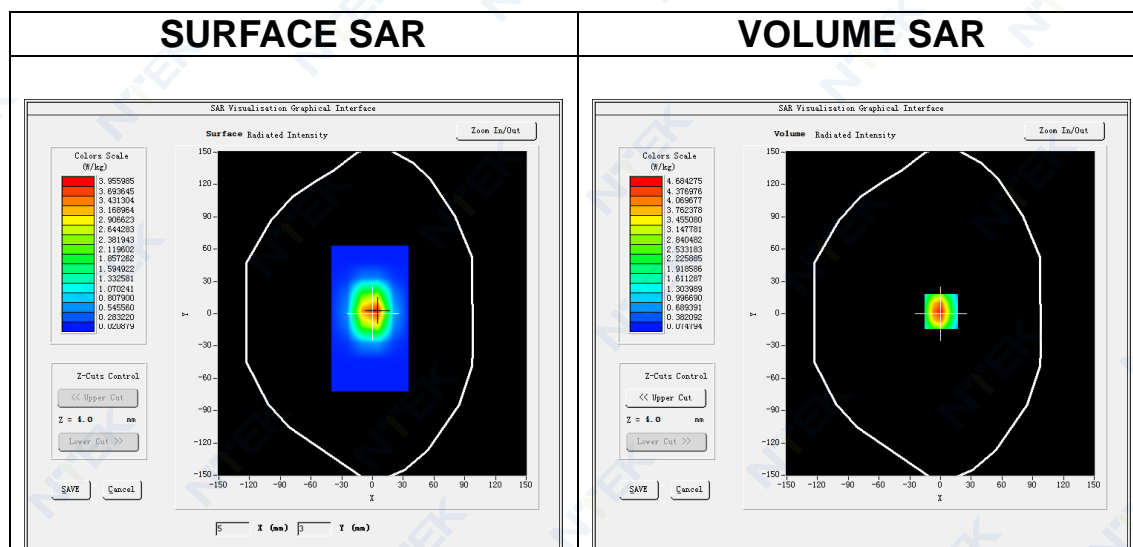 SURFACE SAR
VOLUME SAR
SAR Visualisation Graphical Interface
Surface Radiated Intensity
Zoom In/Out
Colors Scale
(W/kg)
3.955985
3.693645
3.431304
3.168964
2.906623
2.644283
2.381943
2.119602
1.857262
1.594922
1.332581
1.070241
0.807900
0.545560
0.283220
0.020879
Z-Cuts Control
<< Upper Cut
Z = 4.0 mm
Lower Cut >>
SAVE
Cancel
150
120
90
60
30
0
-30
-60
-90
-120
-150
Y
-150 -120 -90 -60 -30 0 30 60 90 120 150
X
5 X (mm) 3 Y (mm)
SAR Visualisation Graphical Interface
Volume Radiated Intensity
Zoom In/Out
Colors Scale
(W/kg)
4.684275
4.376976
4.069677
3.762378
3.455080
3.147781
2.840482
2.533183
2.225885
1.918586
1.611287
1.303989
0.996690
0.689391
0.382092
0.074794
Z-Cuts Control
<< Upper Cut
Z = 4.0 mm
Lower Cut >>
SAVE
Cancel
150
120
90
60
30
0
-30
-60
-90
-120
-150
Y
-150 -120 -90 -60 -30 0 30 60 90 120 150
X
NTEK